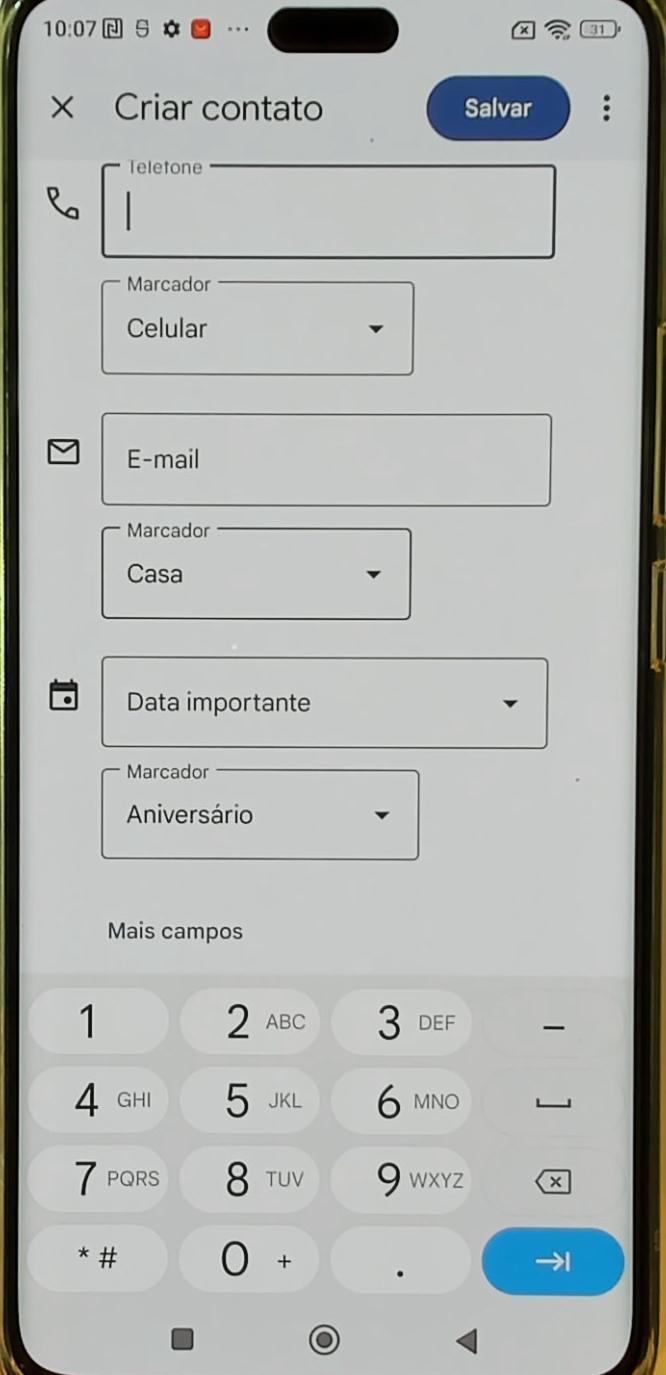 10:07
31
Criar contato
Salvar
Telefone
Marcador
Celular
E-mail
Marcador
Casa
Data importante
Marcador
Aniversário
Mais campos
1 2 ABC 3 DEF –
4 GHI 5 JKL 6 MNO
7 PQRS 8 TUV 9 WXYZ
* # 0 + .